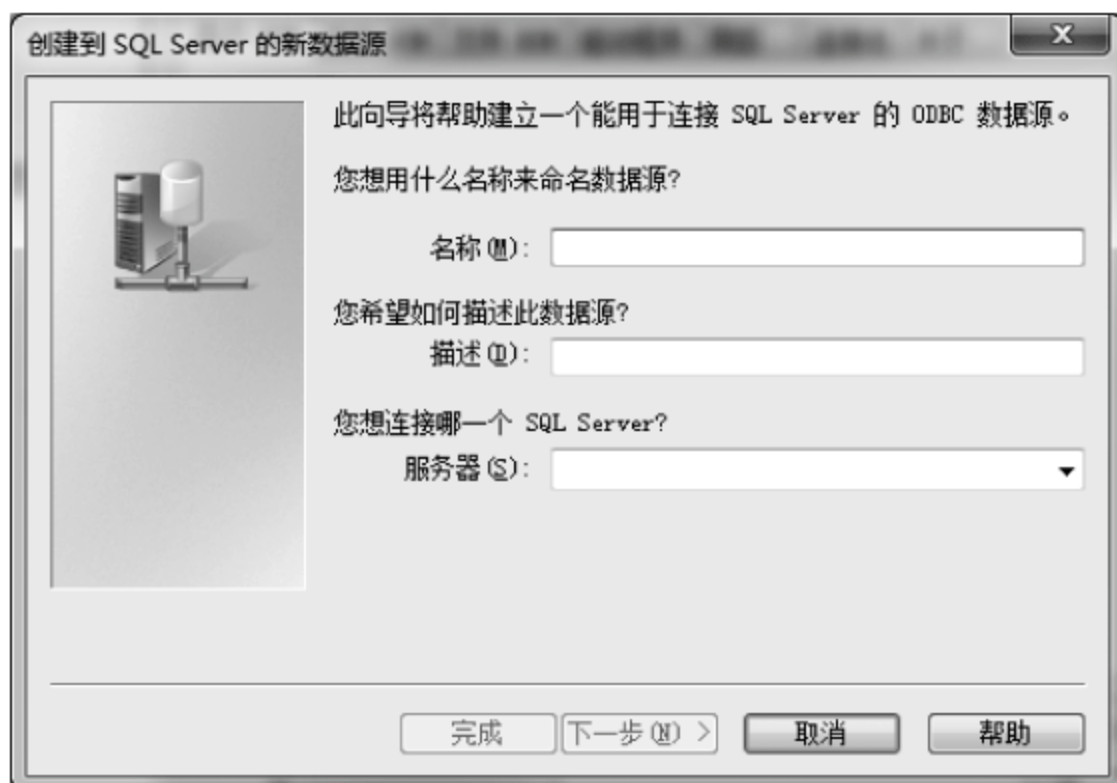 创建到 SQL Server 的新数据源
X
此向导将帮助建立一个能用于连接 SQL Server 的 ODBC 数据源。
您想用什么名称来命名数据源?
名称(M):
您希望如何描述此数据源?
描述(D):
您想连接哪一个 SQL Server?
服务器(S):
完成 下一步(N) > 取消 帮助